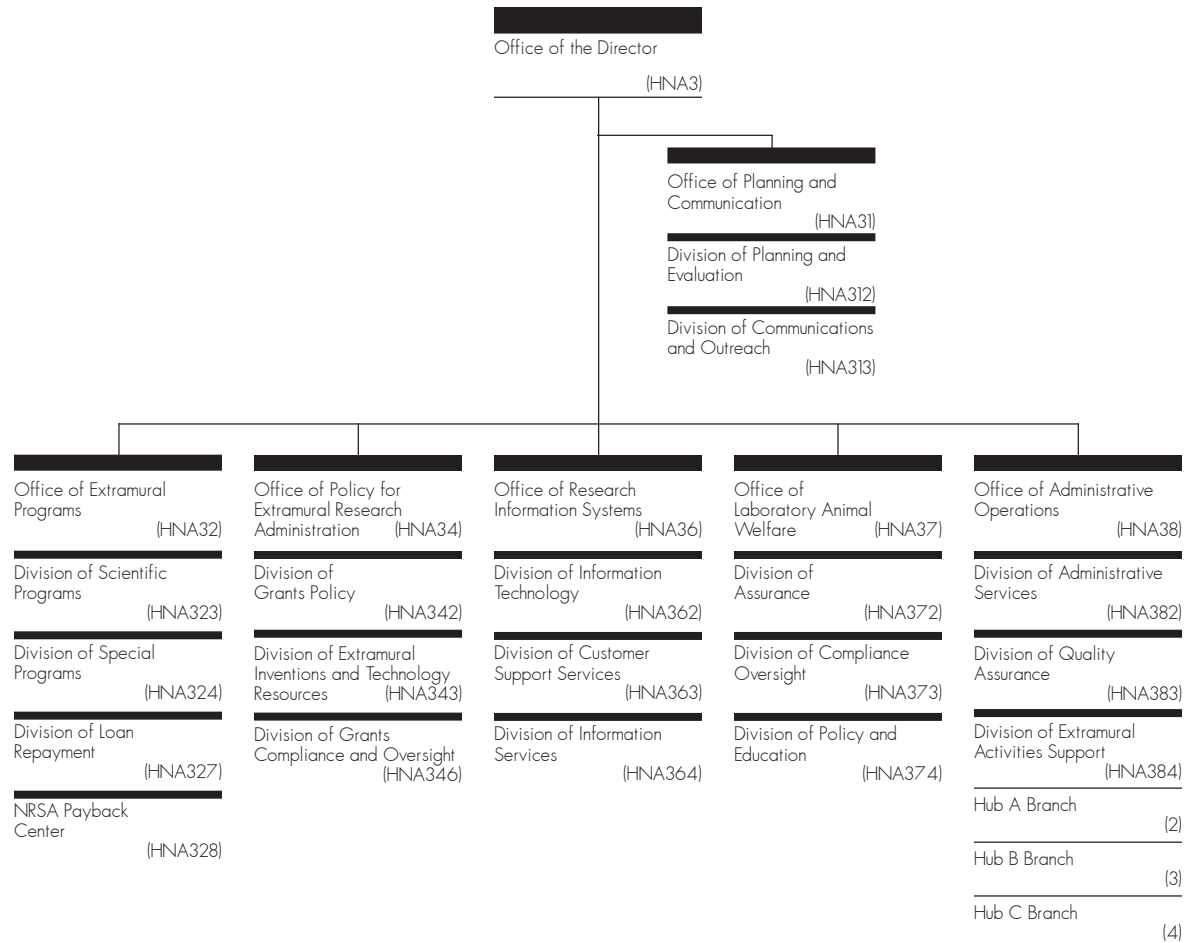 Office of the Director
(HNA3)
Office of Planning and
Communication
(HNA31)
Division of Planning and
Evaluation
(HNA312)
Division of Communications
and Outreach
(HNA313)
Office of Extramural
Programs
(HNA32)
Division of Scientific
Programs
(HNA323)
Division of Special
Programs
(HNA324)
Division of Loan
Repayment
(HNA327)
NRSA Payback
Center
(HNA328)
Office of Policy for
Extramural Research
Administration (HNA34)
Division of
Grants Policy
(HNA342)
Division of Extramural
Inventions and Technology
Resources (HNA343)
Division of Grants
Compliance and Oversight
(HNA346)
Office of Research
Information Systems
(HNA36)
Division of Information
Technology
(HNA362)
Division of Customer
Support Services
(HNA363)
Division of Information
Services
(HNA364)
Office of
Laboratory Animal
Welfare (HNA37)
Division of
Assurance
(HNA372)
Division of Compliance
Oversight
(HNA373)
Division of Policy and
Education
(HNA374)
Office of Administrative
Operations
(HNA38)
Division of Administrative
Services
(HNA382)
Division of Quality
Assurance
(HNA383)
Division of Extramural
Activities Support
(HNA384)
Hub A Branch
(2)
Hub B Branch
(3)
Hub C Branch
(4)